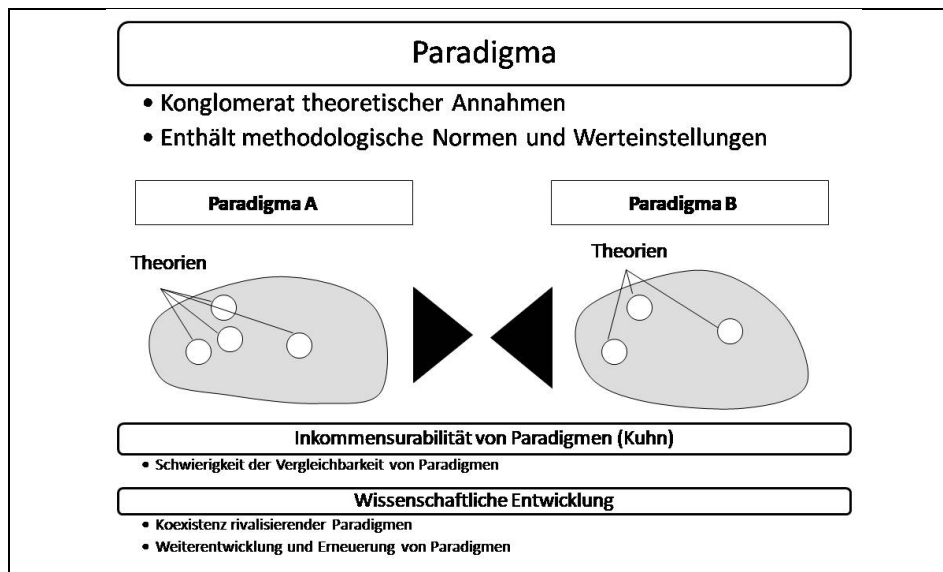 Paradigma
• Konglomerat theoretischer Annahmen
• Enthält methodologische Normen und Werteinstellungen
Paradigma A
Paradigma B
Theorien
Theorien
Inkommensurabilität von Paradigmen (Kuhn)
• Schwierigkeit der Vergleichbarkeit von Paradigmen
Wissenschaftliche Entwicklung
• Koexistenz rivalisierender Paradigmen
• Weiterentwicklung und Erneuerung von Paradigmen